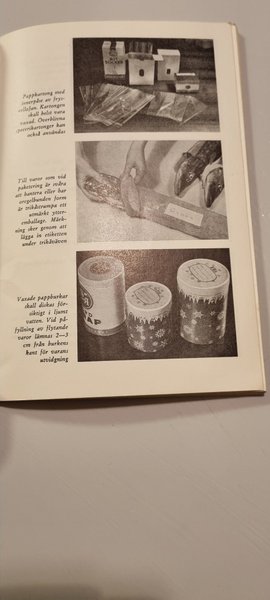 Pappkartong med
innerpåse av frys-
cellofan. Kartongen
skall helst vara
vaxad. Överblivna
kan
också användas
SOCKER
Till varor som vid
paketering är svåra
att hantera eller har
oregelbunden form
är trikåstrumpa ett
utmärkt ytter-
emballage. Märk-
ning sker genom att
lägga in etiketten
under trikåväven
Vaxade pappburkar
skall diskas för-
siktigt i ljumt
vatten. Vid på-
fyllning av flytande
varor lämnas 2—3
cm från burkens
kant för varans
utvidgning